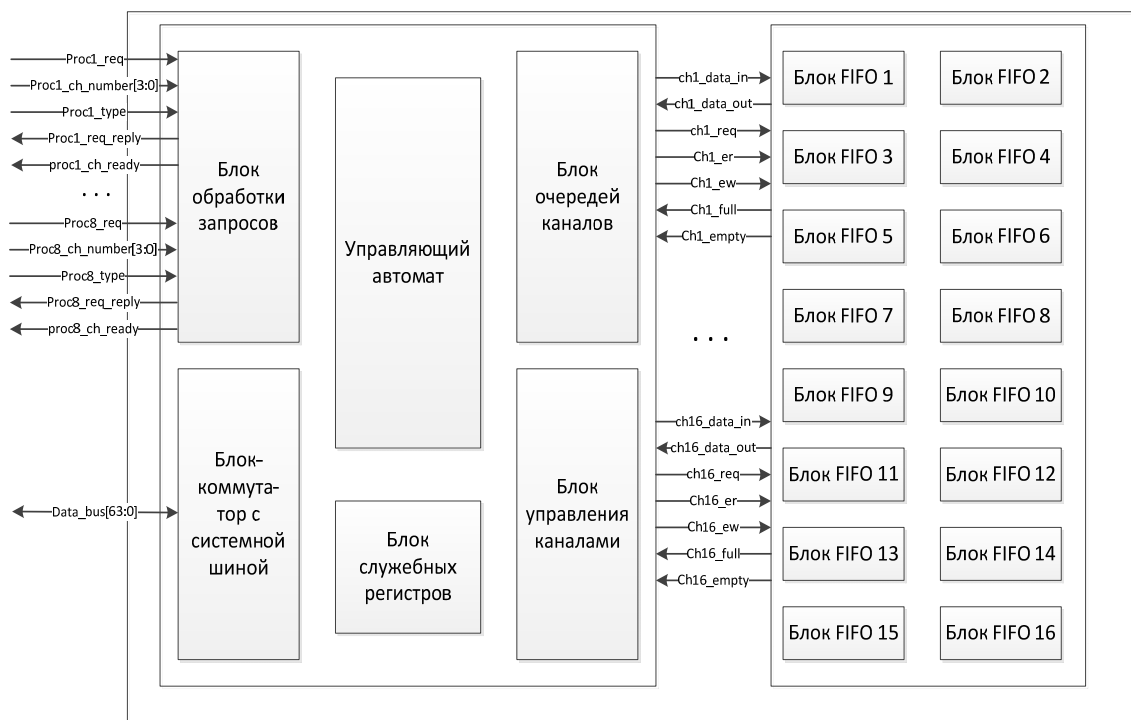 Proc1_req
Proc1_ch_number[3:0]
Proc1_type
Proc1_req_reply
proc1_ch_ready
. . .
Proc8_req
Proc8_ch_number[3:0]
Proc8_type
Proc8_req_reply
proc8_ch_ready
Data_bus[63:0]
Блок
обработки
запросов
Блок-
коммута-
тор с
системной
шиной
Управляющий
автомат
Блок
служебных
регистров
Блок
очередей
каналов
Блок
управления
каналами
ch1_data_in
ch1_data_out
ch1_req
Ch1_er
Ch1_ew
Ch1_full
Ch1_empty
. . .
ch16_data_in
ch16_data_out
ch16_req
Ch16_er
Ch16_ew
Ch16_full
Ch16_empty
Блок FIFO 1
Блок FIFO 2
Блок FIFO 3
Блок FIFO 4
Блок FIFO 5
Блок FIFO 6
Блок FIFO 7
Блок FIFO 8
Блок FIFO 9
Блок FIFO 10
Блок FIFO 11
Блок FIFO 12
Блок FIFO 13
Блок FIFO 14
Блок FIFO 15
Блок FIFO 16